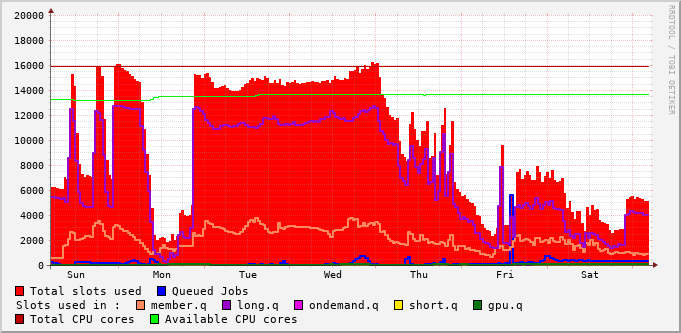 20000
18000
16000
14000
12000
10000
8000
6000
4000
2000
0
Sun Mon Tue Wed Thu Fri Sat
Total slots used Queued Jobs
Slots used in : member.q long.q ondemand.q short.q gpu.q
Total CPU cores Available CPU cores
RRDTOOL / TOBI OETIKER